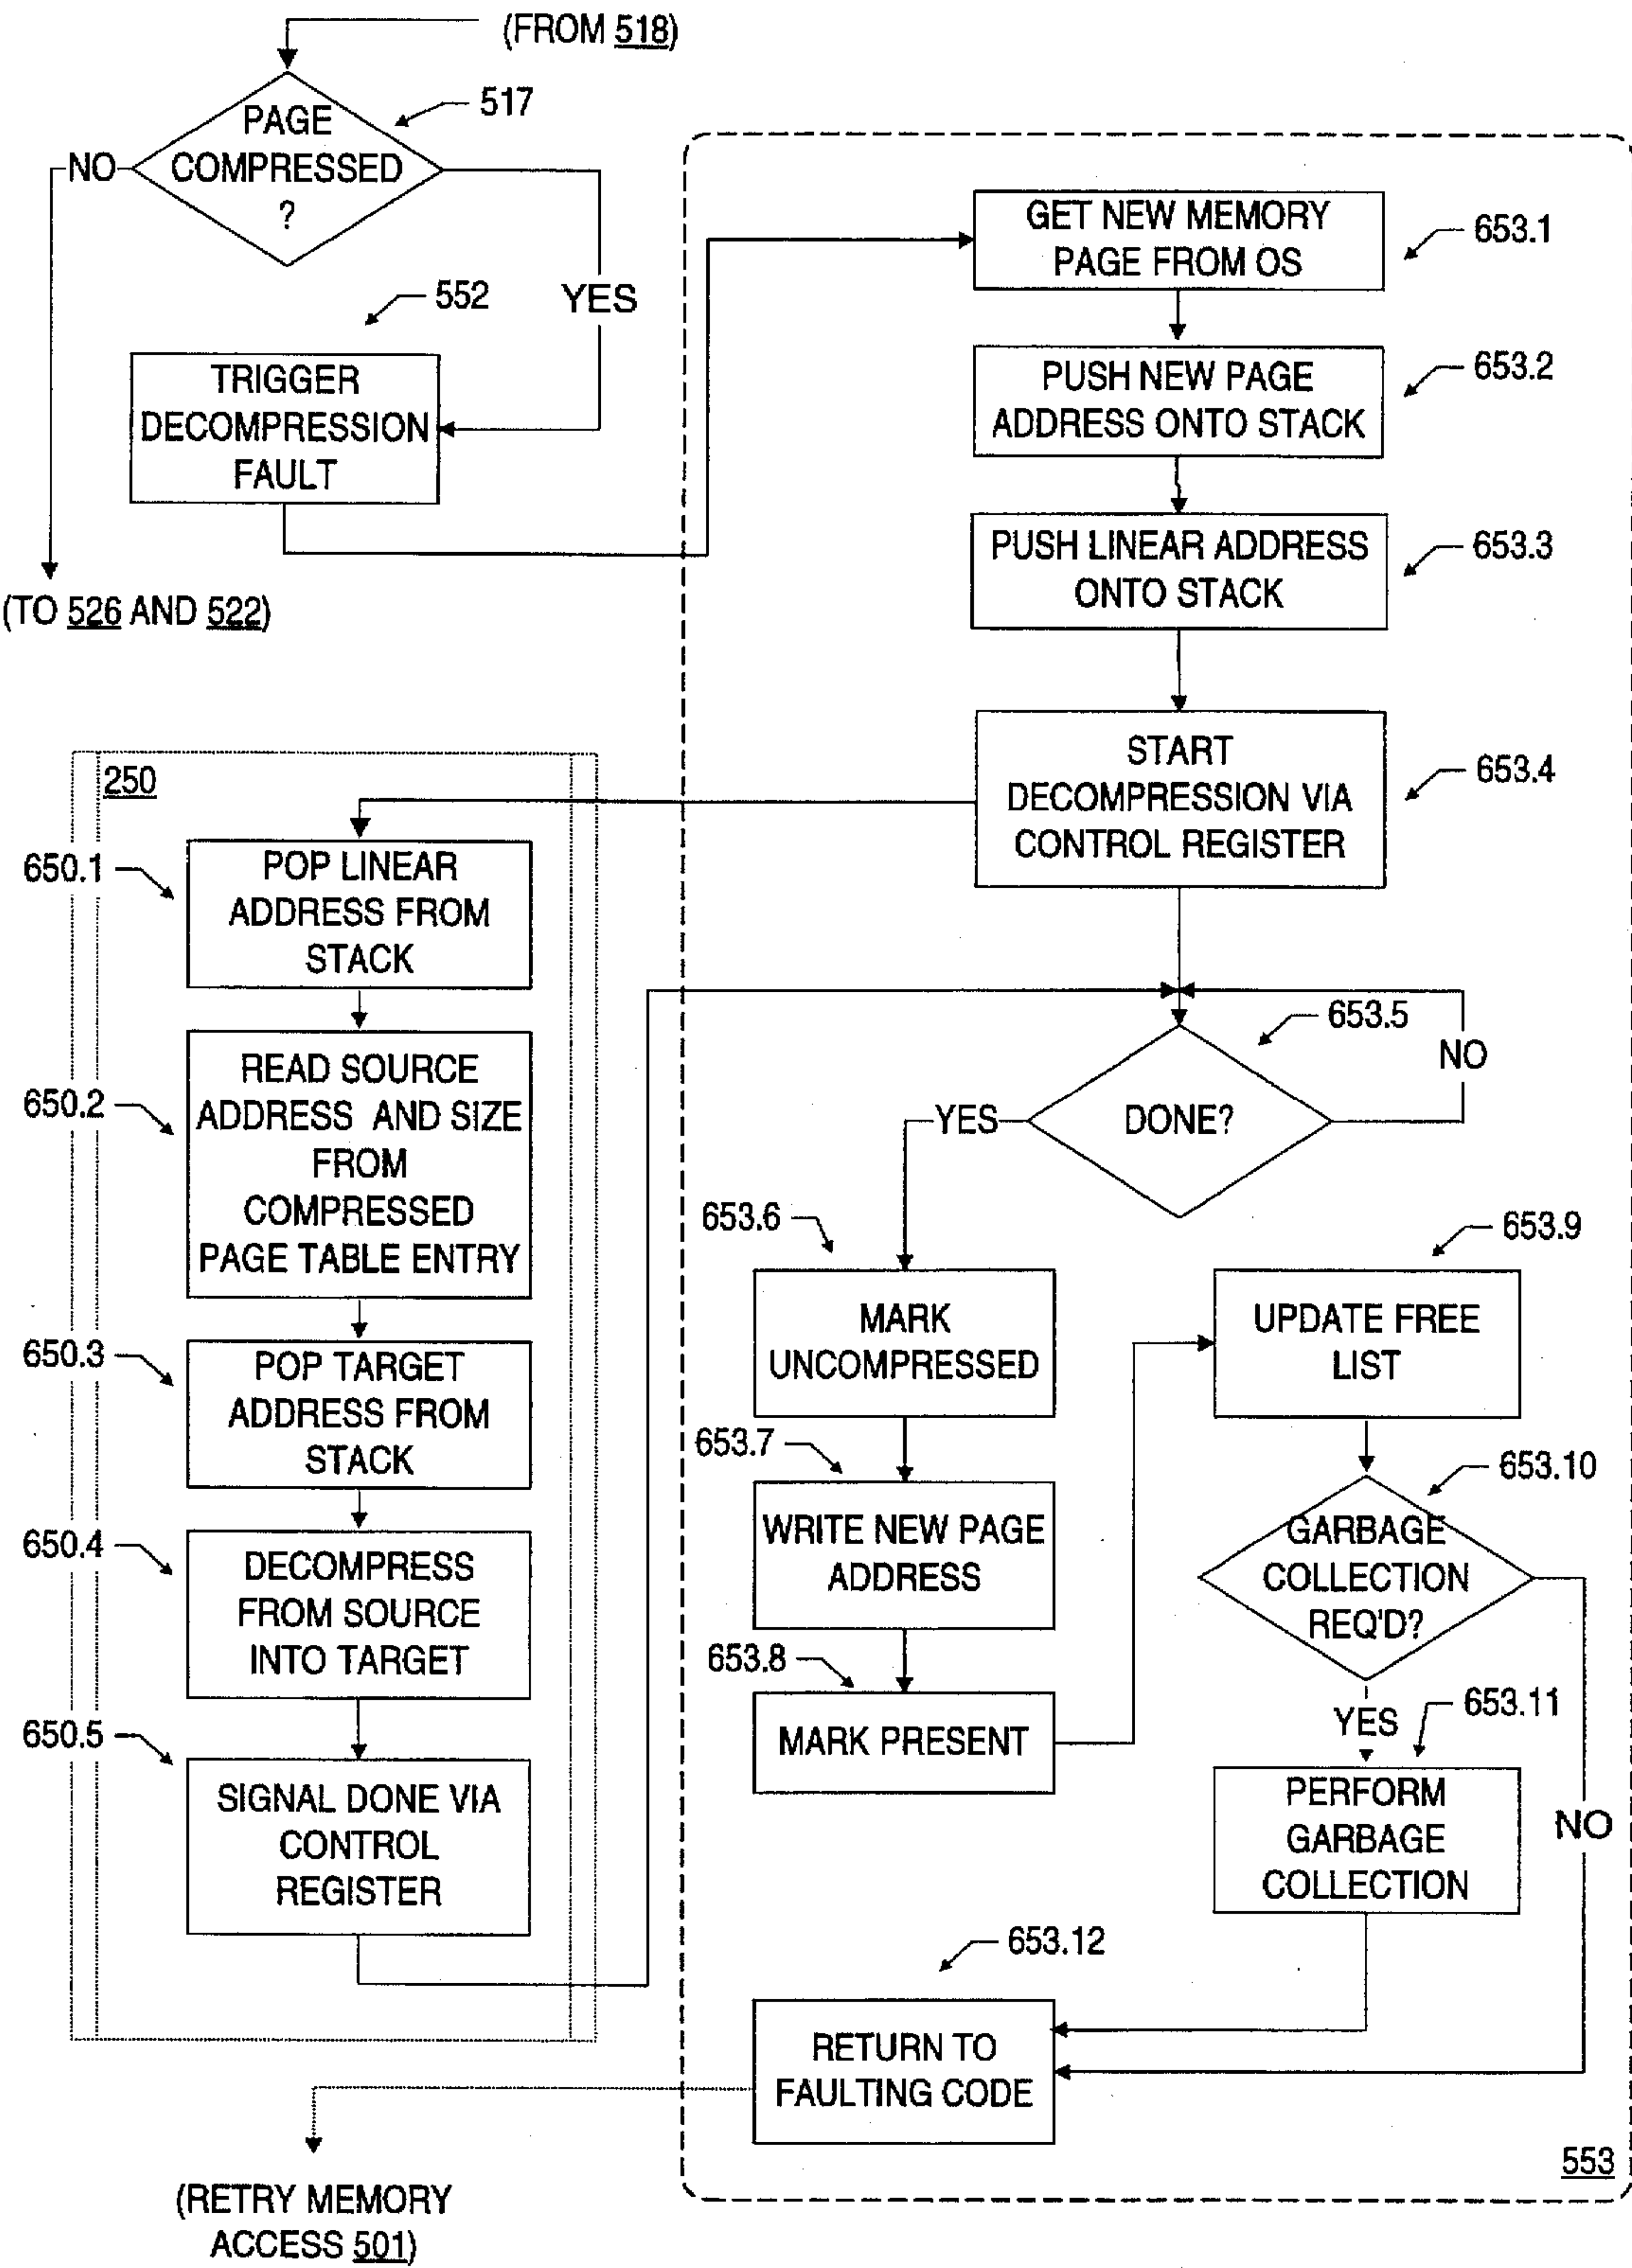 (FROM 518)
PAGE
COMPRESSED
?
517
NO
YES
552
TRIGGER
DECOMPRESSION
FAULT
(TO 526 AND 522)
GET NEW MEMORY
PAGE FROM OS
653.1
PUSH NEW PAGE
ADDRESS ONTO STACK
653.2
PUSH LINEAR ADDRESS
ONTO STACK
653.3
START
DECOMPRESSION VIA
CONTROL REGISTER
653.4
250
650.1
POP LINEAR
ADDRESS FROM
STACK
650.2
READ SOURCE
ADDRESS AND SIZE
FROM
COMPRESSED
PAGE TABLE ENTRY
650.3
POP TARGET
ADDRESS FROM
STACK
650.4
DECOMPRESS
FROM SOURCE
INTO TARGET
650.5
SIGNAL DONE VIA
CONTROL
REGISTER
653.5
NO
YES
DONE?
653.6
MARK
UNCOMPRESSED
653.7
WRITE NEW PAGE
ADDRESS
653.8
MARK PRESENT
653.9
UPDATE FREE
LIST
653.10
GARBAGE
COLLECTION
REQ'D?
YES
653.11
PERFORM
GARBAGE
COLLECTION
NO
653.12
RETURN TO
FAULTING CODE
553
(RETRY MEMORY
ACCESS 501)